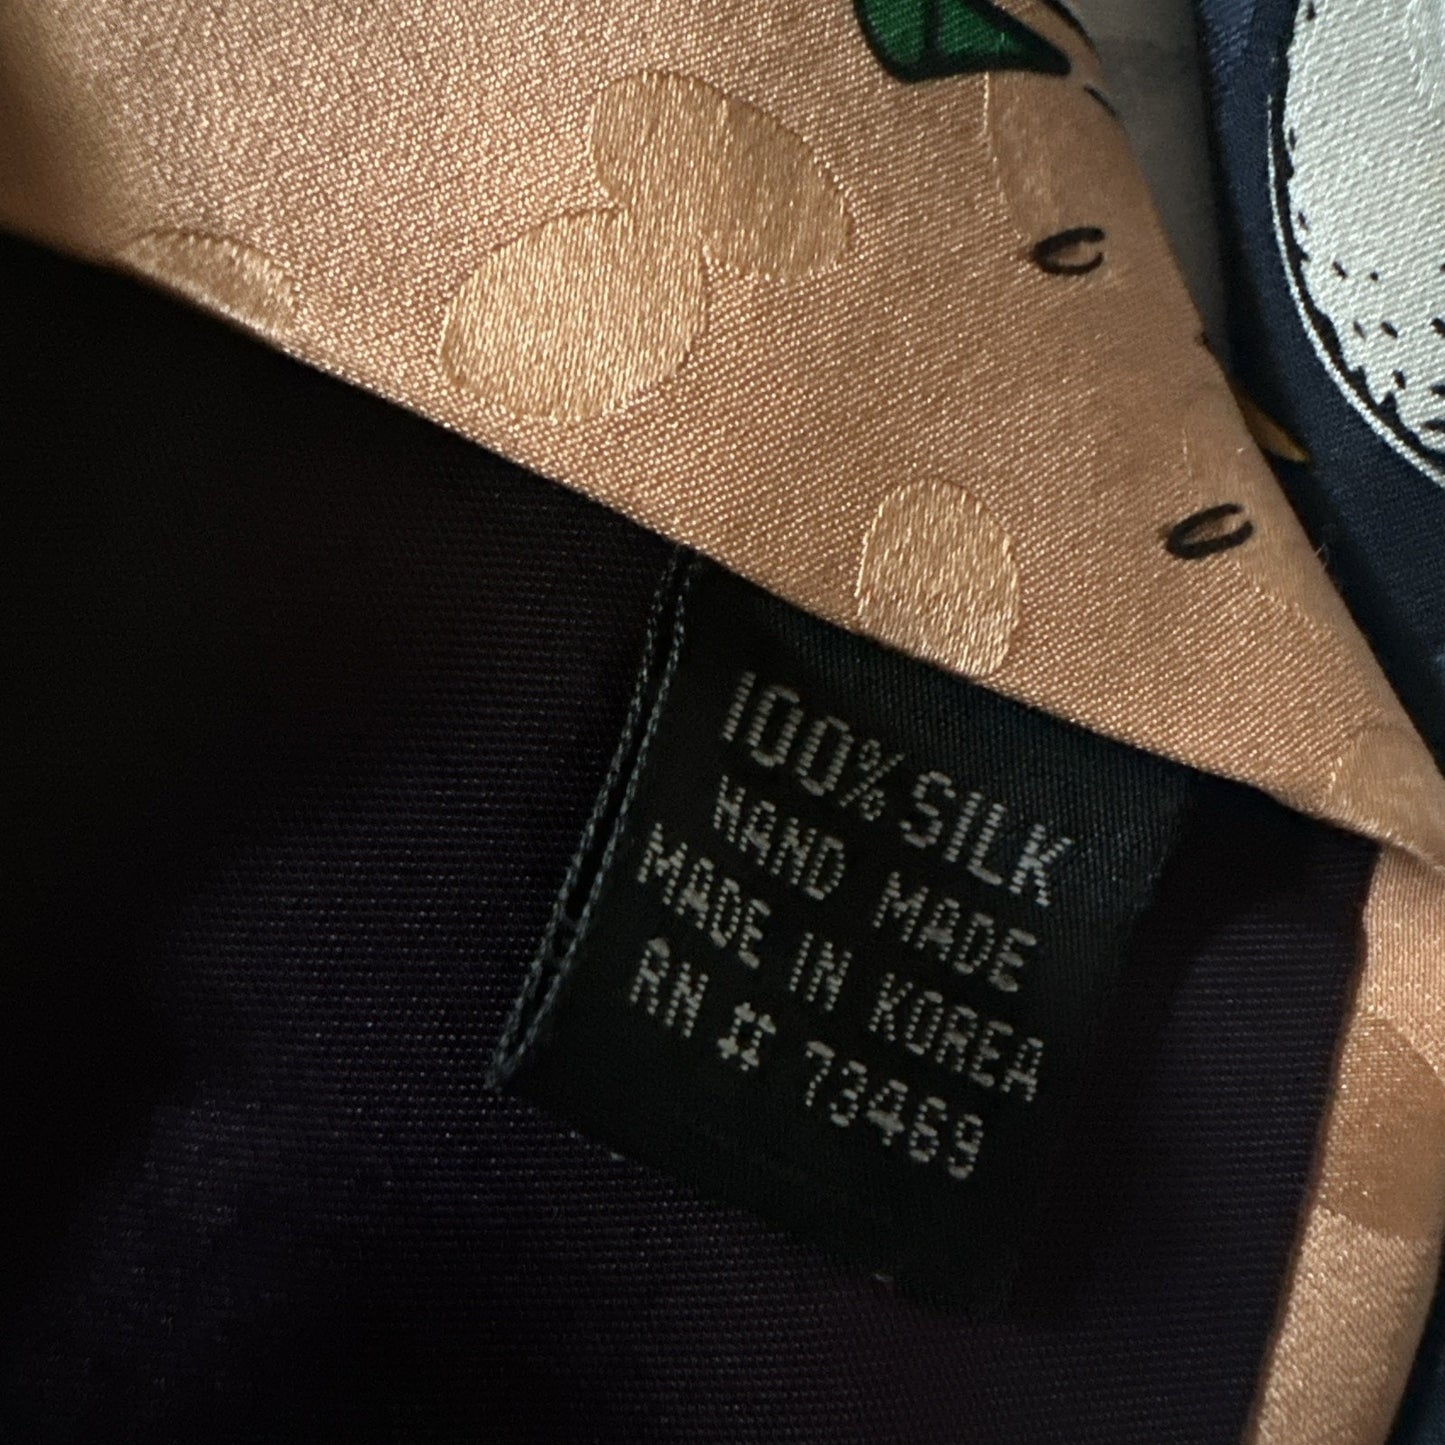 100% SILK
HAND MADE
MADE IN KOREA
RN # 73469